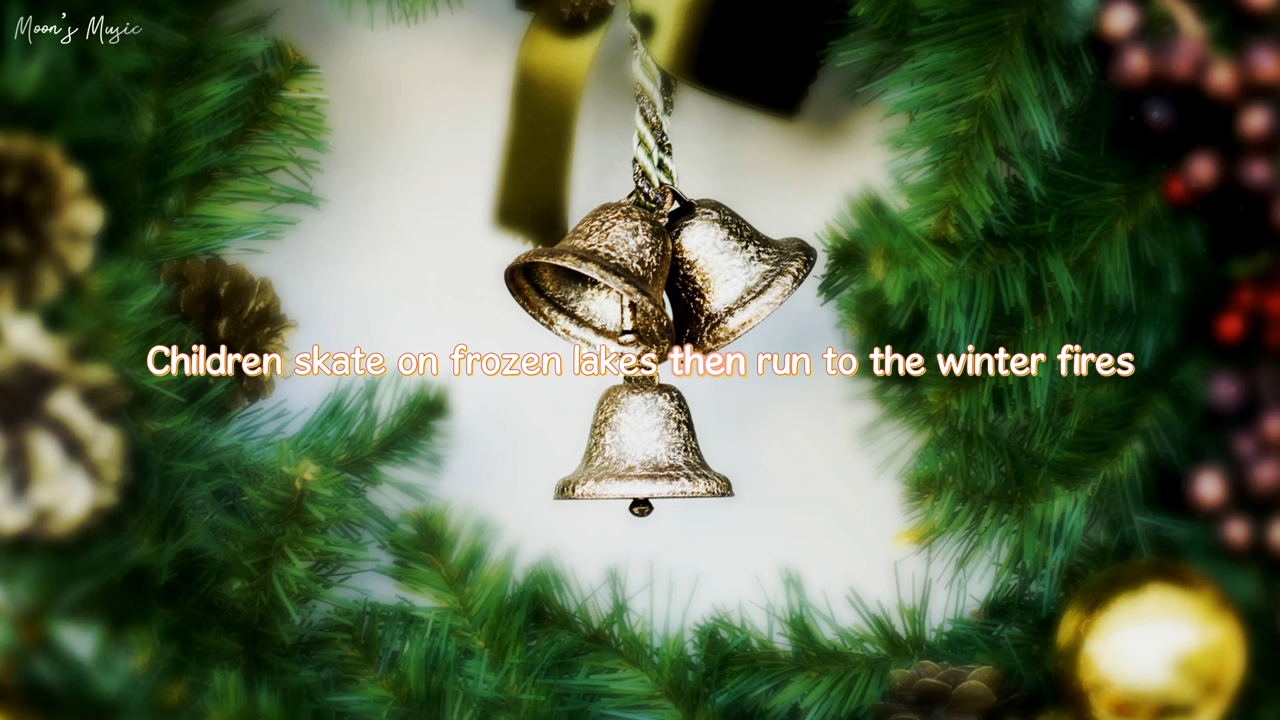 Moon's Music
Children skate on frozen lakes then run to the winter fires